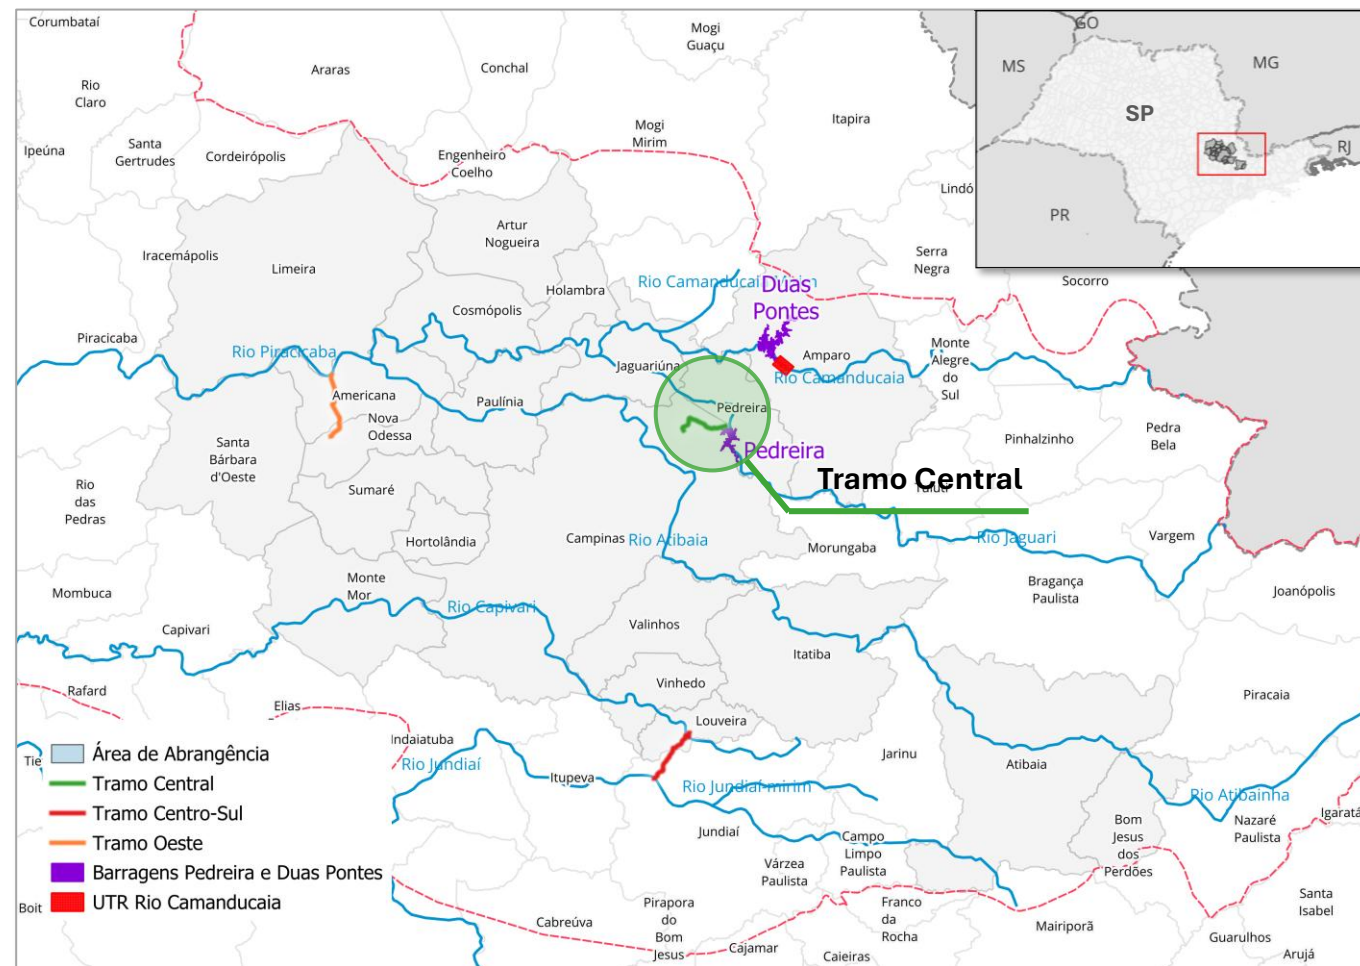 Corumbataí
Mogi
Guaçu
GO
MS
MG
Araras
Conchal
Rio
Claro
SP
Itapira
Mogi
Mirim
Ipeúna
Santa
Gertrudes
Cordeirópolis
Engenheiro
Coelho
RJ
Lindó
PR
Artur
Nogueira
Iracemápolis
Limeira
Serra
Negra
Socorro
Rio Camanducaia Mirim
Duas
Pontes
Holambra
Cosmópolis
Piracicaba
Rio Piracicaba
Jaguariúna
Amparo
Monte
Alegre
do
Sul
Rio Camanducaia
Americana
Paulínia
Pedreira
Nova
Odessa
Santa
Bárbara
d'Oeste
Pedreira
Pinhalzinho
Pedra
Bela
Tramo Central
Tuiuti
Rio
das
Pedras
Sumaré
Hortolândia
Campinas
Rio Atibaia
Morungaba
Rio Jaguari
Vargem
Mombuca
Monte
Mor
Rio Capivari
Bragança
Paulista
Joanópolis
Capivari
Valinhos
Itatiba
Rafard
Elias
Vinhedo
Piracaia
Louveira
Indaiatuba
Rio Jundiaí
Itupeva
Jarinu
Atibaia
Rio Jundiaí-mirim
Rio Atibainha
Nazaré
Paulista
Igaratá
Jundiaí
Campo
Limpo
Paulista
Bom
Jesus
dos
Perdões
Várzea
Paulista
Tie
Área de Abrangência
Tramo Central
Tramo Centro-Sul
Tramo Oeste
Barragens Pedreira e Duas Pontes
UTR Rio Camanducaia
Boit
Cabreúva
Pirapora
do
Bom
Jesus
Cajamar
Caieiras
Franco
da
Rocha
Mairiporã
Guarulhos
Santa
Isabel
Arujá